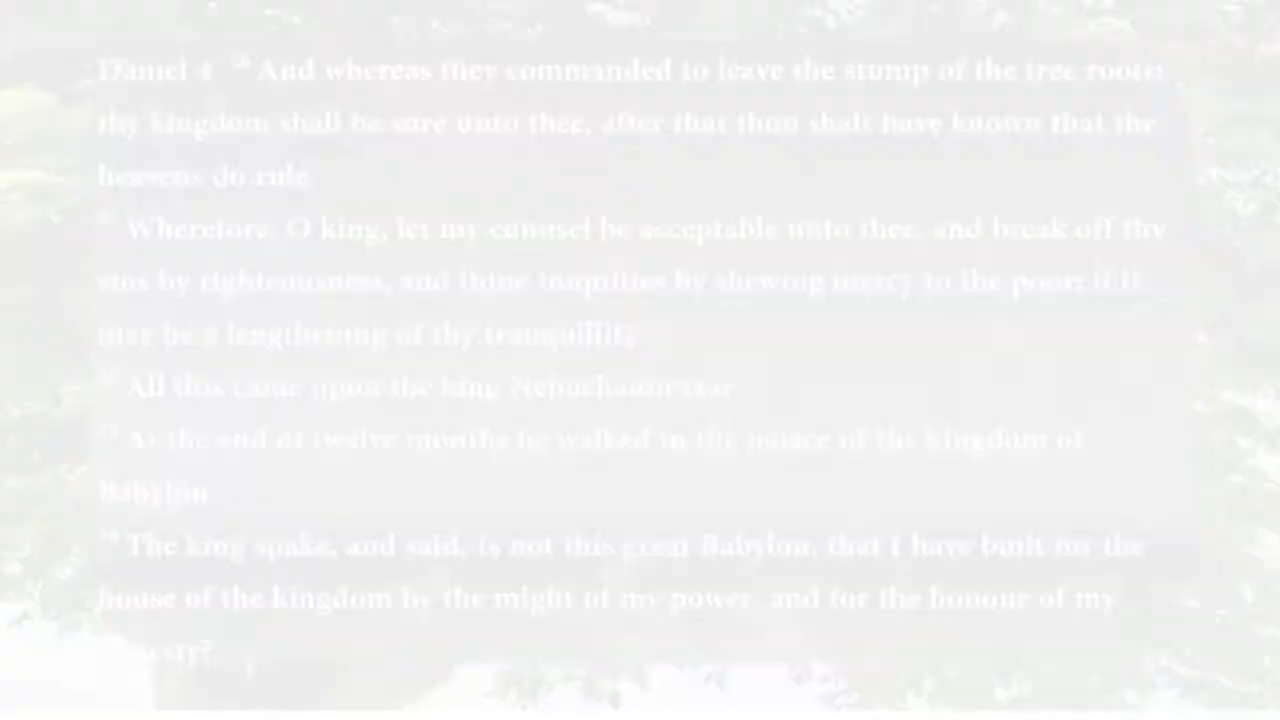 Daniel 4 26 And whereas they commanded to leave the stump of the tree roots;
thy kingdom shall be sure unto thee, after that thou shalt have known that the
heavens do rule.
Wherefore, O king, let my counsel be acceptable unto thee, and break off thy
sins by righteousness, and thine iniquities by shewing mercy to the poor; if it
may be a lengthening of thy tranquillity.
All this came upon the king Nebuchadnezzar.
At the end of twelve months he walked in the palace of the kingdom of
Babylon.
The king spake, and said, Is not this great Babylon, that I have built for the
house of the kingdom by the might of my power, and for the honour of my